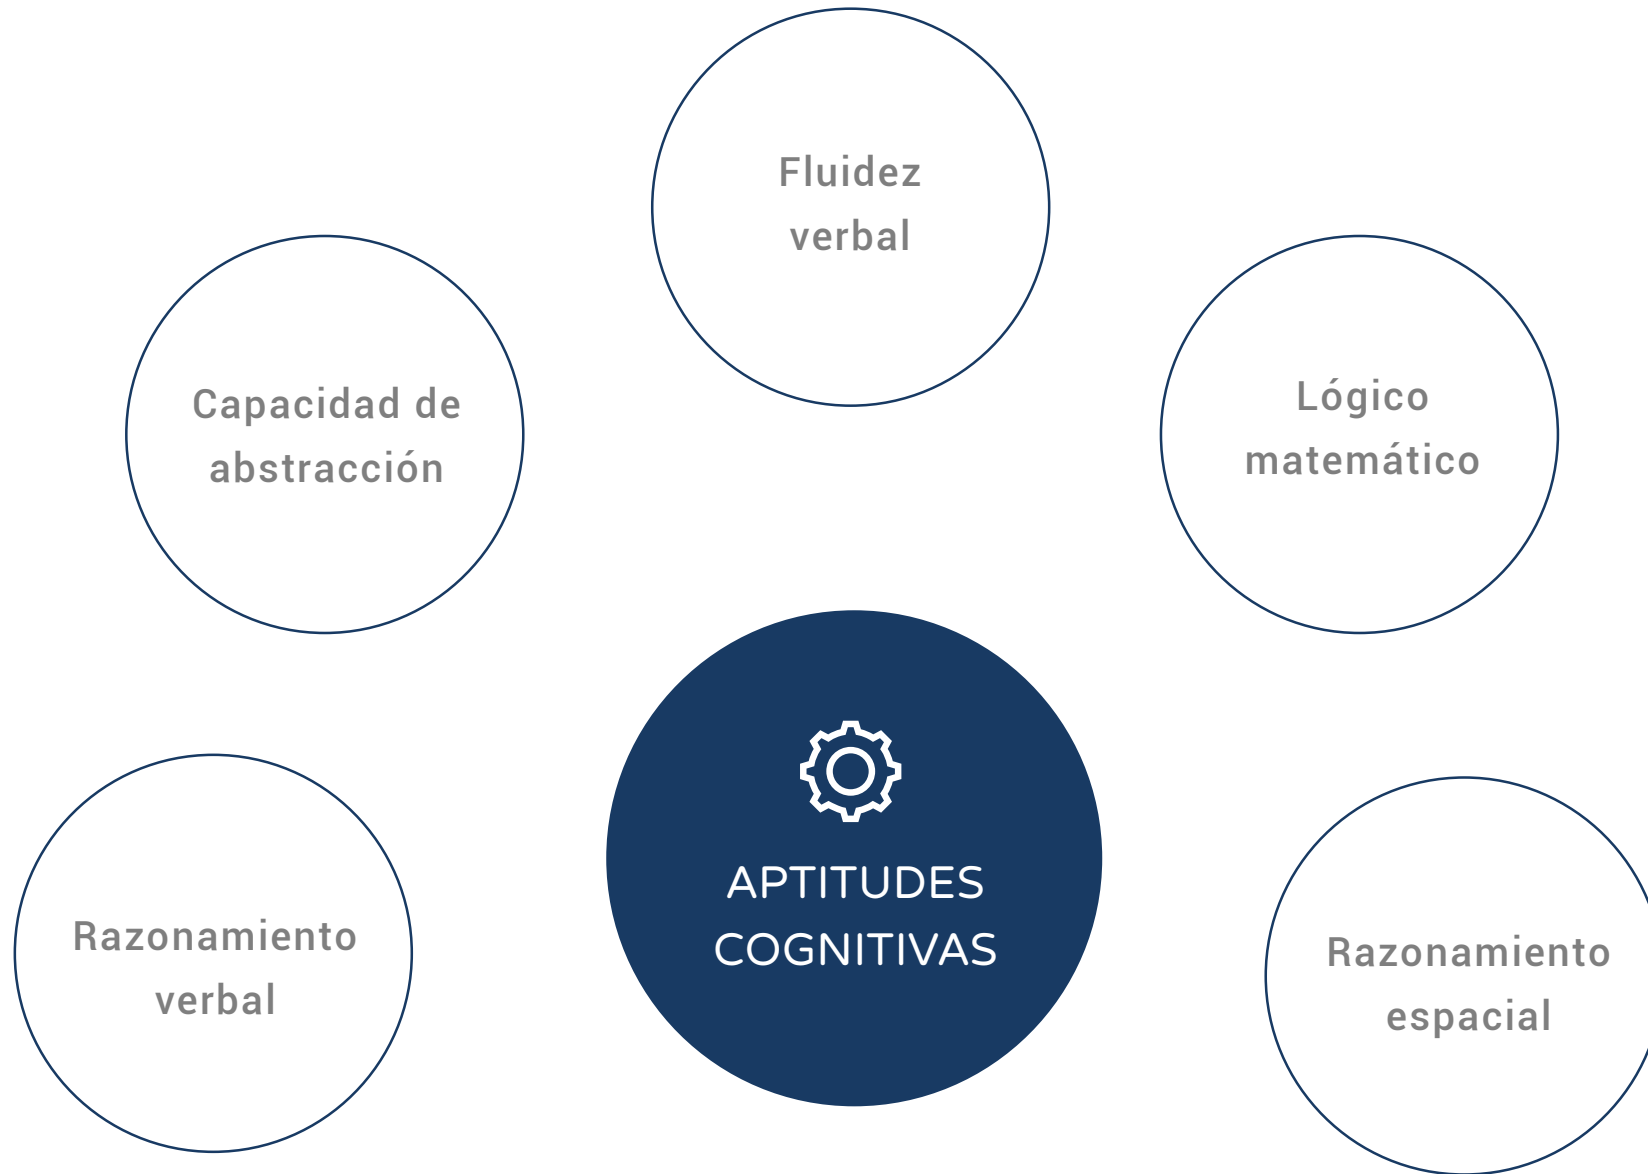 Fluidez
verbal
Capacidad de
abstracción
Lógico
matemático
APTITUDES
COGNITIVAS
Razonamiento
verbal
Razonamiento
espacial